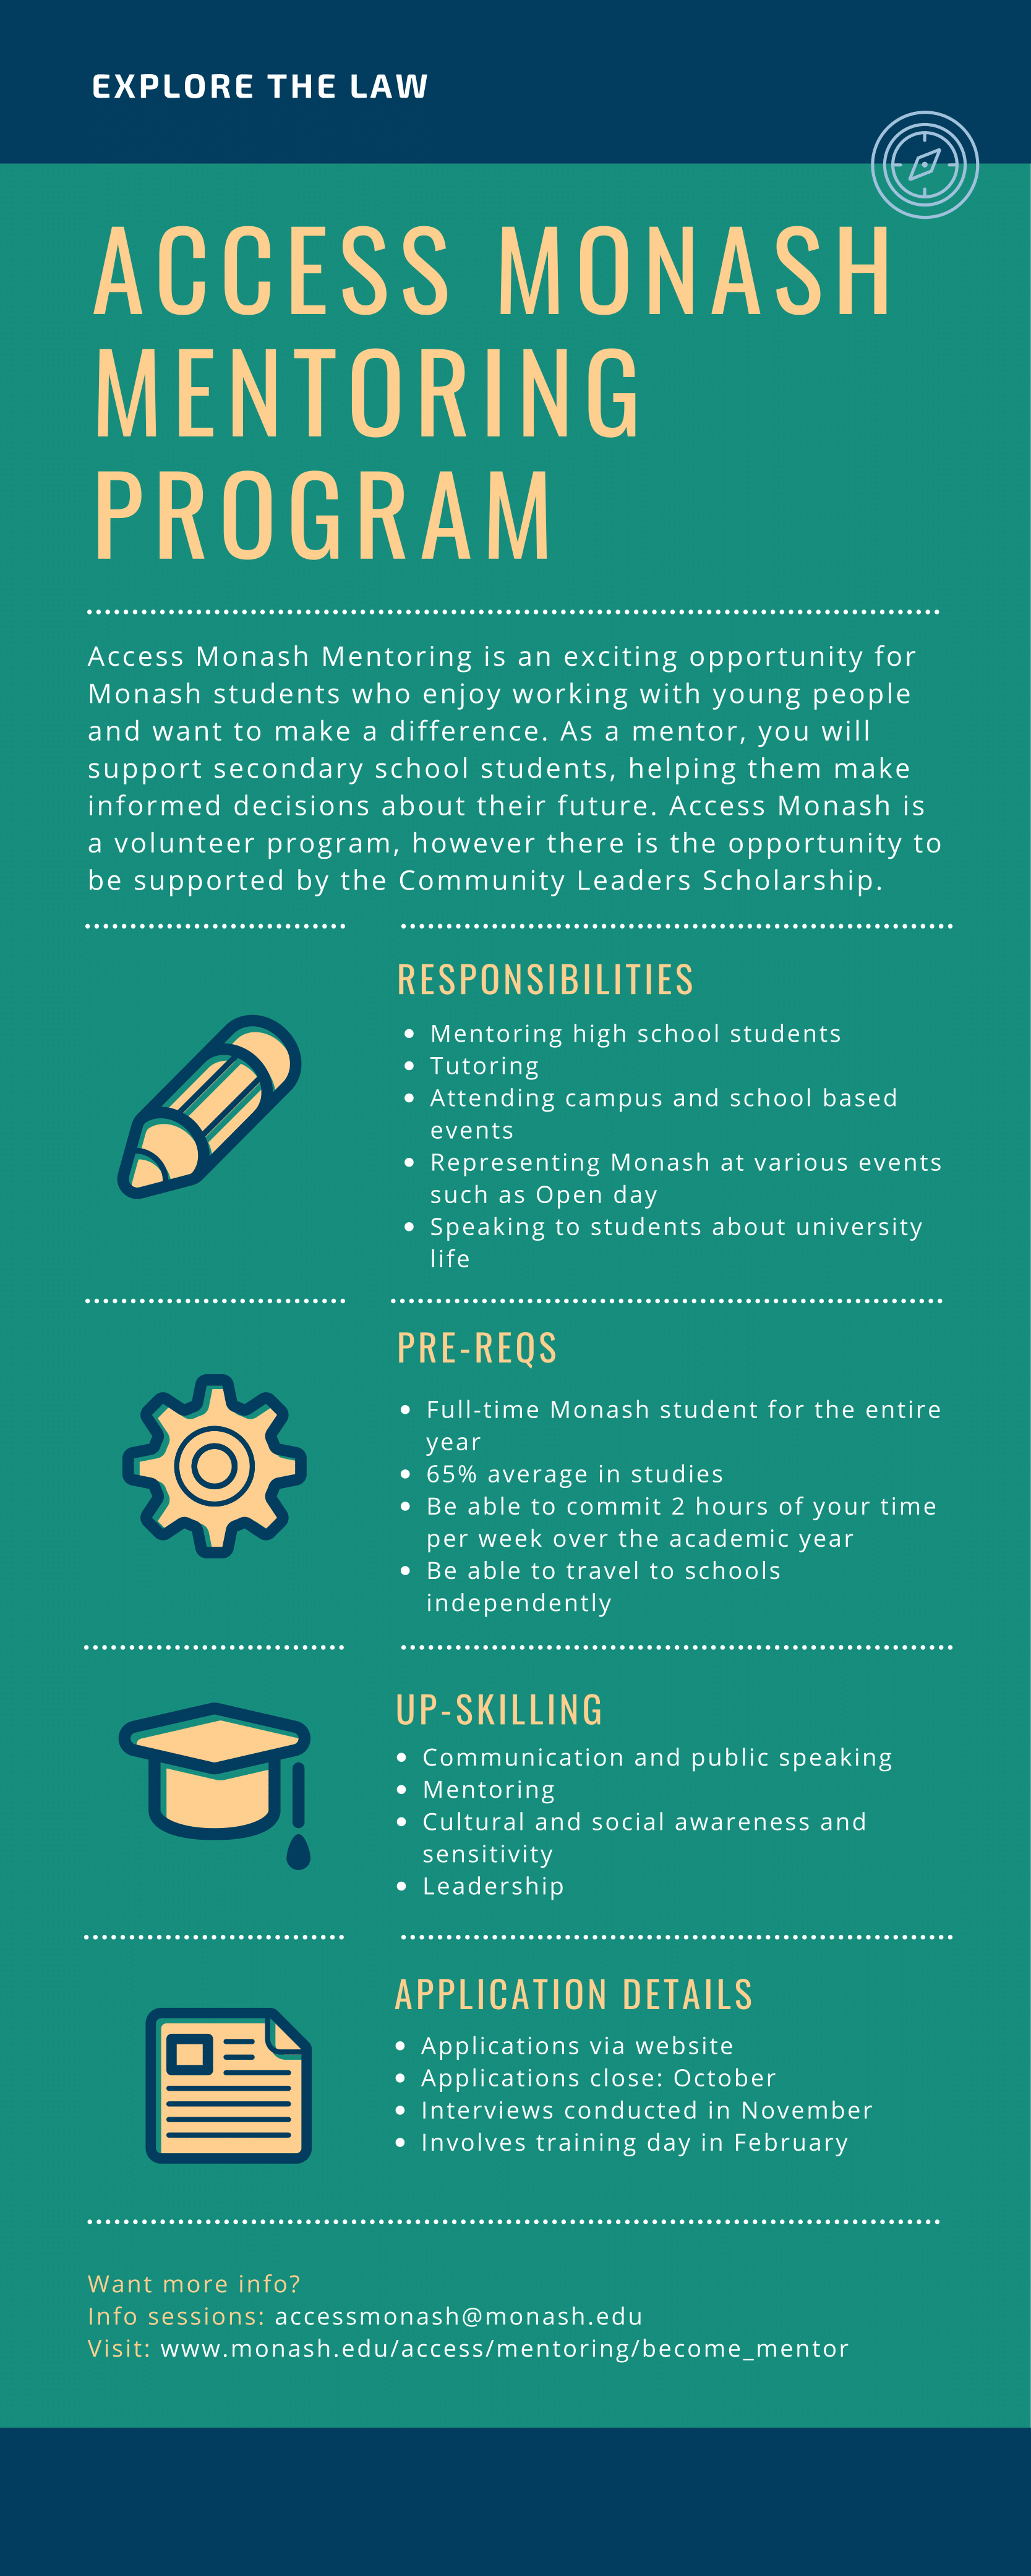 EXPLORE THE LAW
ACCESS MONASH
MENTORING
PROGRAM
Access Monash Mentoring is an exciting opportunity for
Monash students who enjoy working with young people
and want to make a difference. As a mentor, you will
support secondary school students, helping them make
informed decisions about their future. Access Monash is
a volunteer program, however there is the opportunity to
be supported by the Community Leaders Scholarship.
RESPONSIBILITIES
• Mentoring high school students
• Tutoring
• Attending campus and school based
events
• Representing Monash at various events
such as Open day
• Speaking to students about university
life
PRE-REQS
• Full-time Monash student for the entire
year
• 65% average in studies
• Be able to commit 2 hours of your time
per week over the academic year
• Be able to travel to schools
independently
UP-SKILLING
• Communication and public speaking
• Mentoring
• Cultural and social awareness and
sensitivity
• Leadership
APPLICATION DETAILS
• Applications via website
• Applications close: October
• Interviews conducted in November
• Involves training day in February
Want more info?
Info sessions: accessmonash@monash.edu
Visit: www.monash.edu/access/mentoring/become_mentor